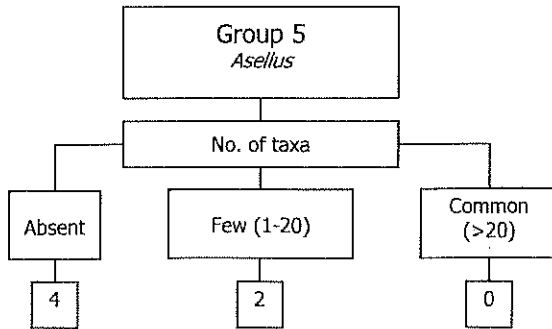 Group 5
Asellus
No. of taxa
Absent
Few (1-20)
Common
(>20)
4
2
0